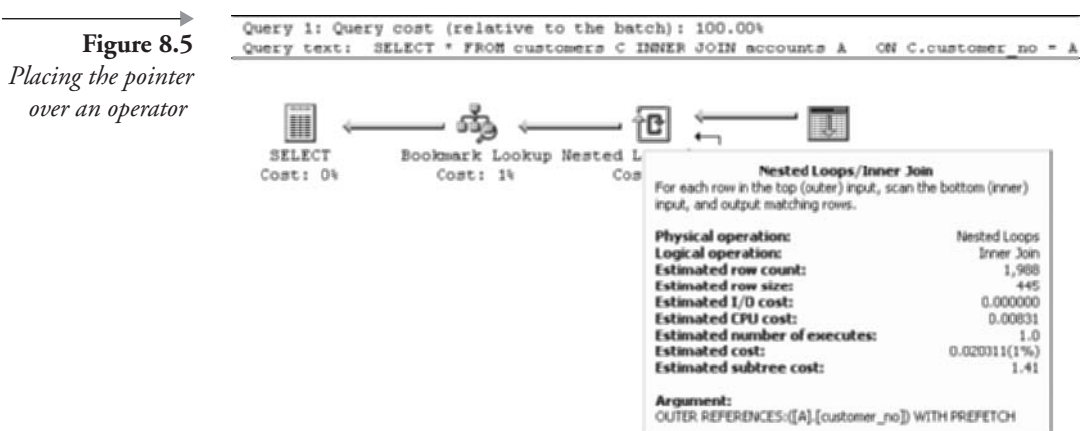 Figure 8.5
Placing the pointer
over an operator
Query 1: Query cost (relative to the batch): 100.00%
Query text: SELECT * FROM customers C INNER JOIN accounts A ON C.customer_no = A
SELECT
Cost: 0%
Bookmark Lookup
Cost: 1%
Nested L
Cos
Nested Loops/Inner Join
For each row in the top (outer) input, scan the bottom (inner)
input, and output matching rows.
Physical operation: Nested Loops
Logical operation: Inner Join
Estimated row count: 1,988
Estimated row size: 445
Estimated I/O cost: 0.000000
Estimated CPU cost: 0.00831
Estimated number of executes: 1.0
Estimated cost: 0.020311(1%)
Estimated subtree cost: 1.41
Argument:
OUTER REFERENCES:([A].[customer_no]) WITH PREFETCH